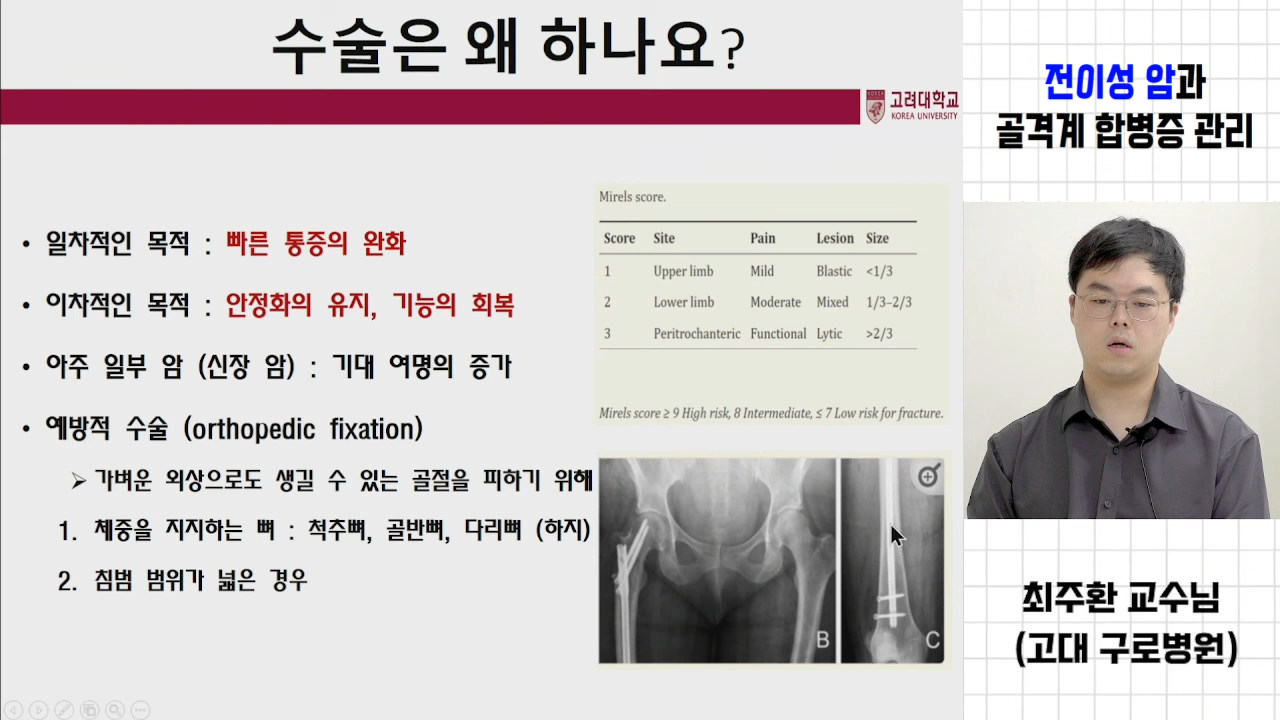 수술은 왜 하나요?
고려대학교
KOREA UNIVERSITY
• 일차적인 목적 : 빠른 통증의 완화
• 이차적인 목적 : 안정화의 유지, 기능의 회복
• 아주 일부 암 (신장 암) : 기대 여명의 증가
• 예방적 수술 (orthopedic fixation)
➢ 가벼운 외상으로도 생길 수 있는 골절을 피하기 위해
1. 체중을 지지하는 뼈 : 척추뼈, 골반뼈, 다리뼈 (하지)
2. 침범 범위가 넓은 경우
Mirels score.
Score Site Pain Lesion Size
1 Upper limb Mild Blastic <1/3
2 Lower limb Moderate Mixed 1/3–2/3
3 Peritrochanteric Functional Lytic >2/3
Mirels score ≥ 9 High risk, 8 Intermediate, ≤ 7 Low risk for fracture.
B
C
전이성 암과
골격계 합병증 관리
최주환 교수님
(고대 구로병원)